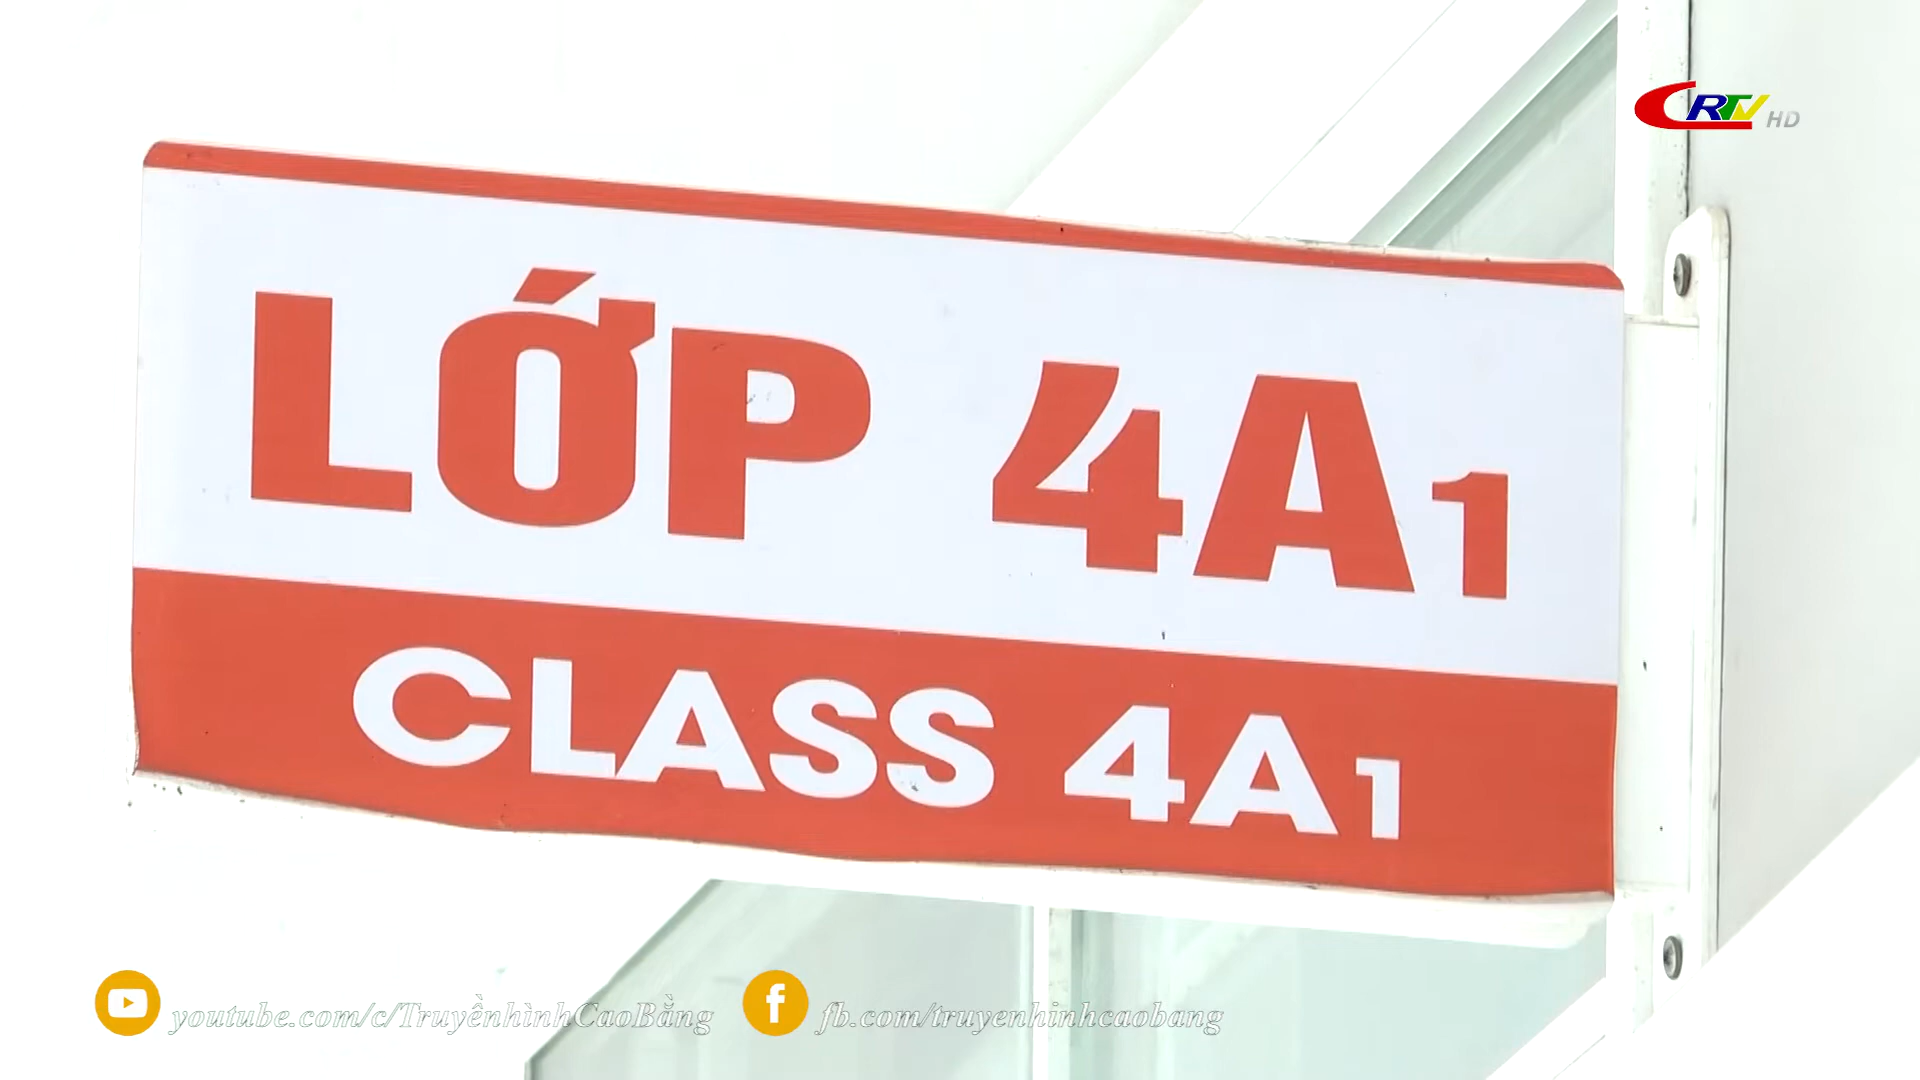 CRTV HD
LỚP 4A1
CLASS 4A1
youtube.com/c/TruyềnhìnhCaoBằng
fb.com/truyenhinhcaobang